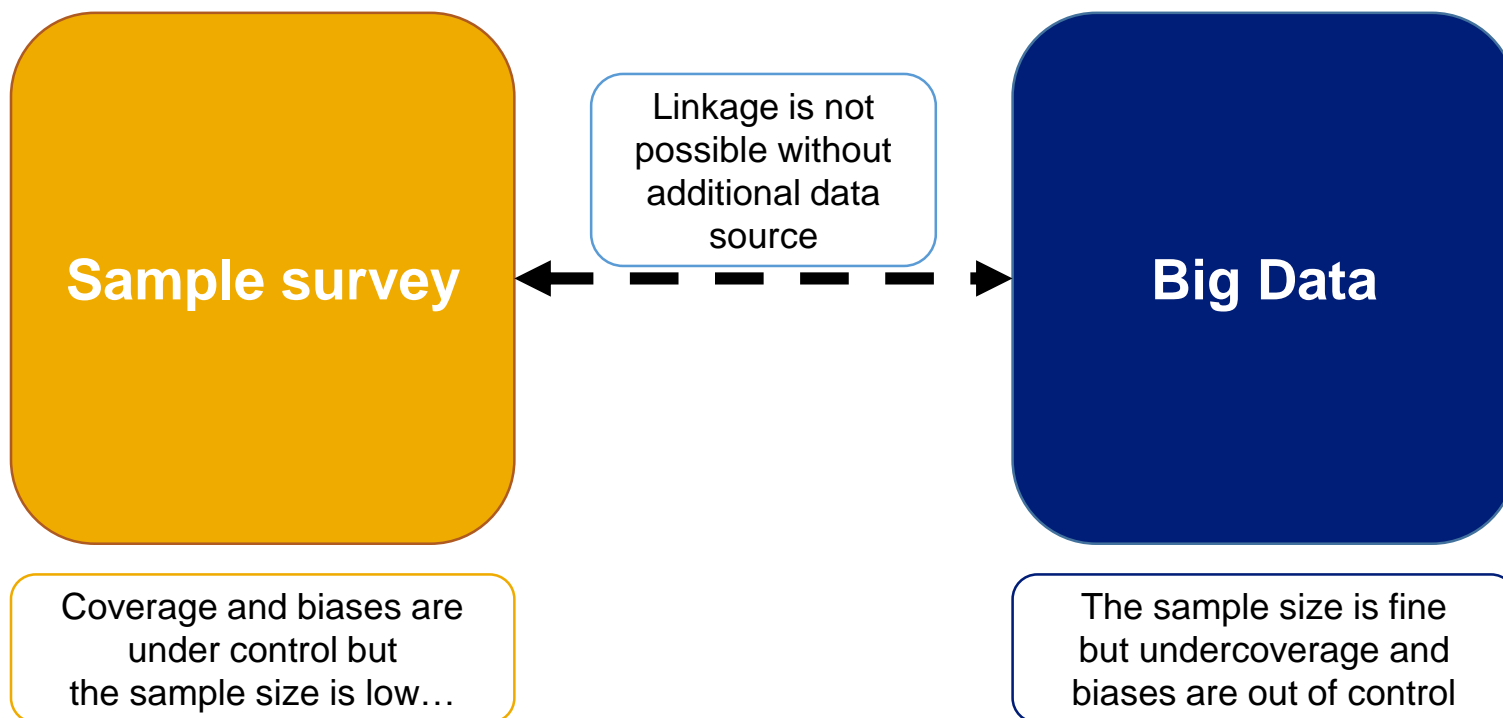 Linkage is not
possible without
additional data
source
Sample survey
Big Data
Coverage and biases are
under control but
the sample size is low…
The sample size is fine
but undercoverage and
biases are out of control